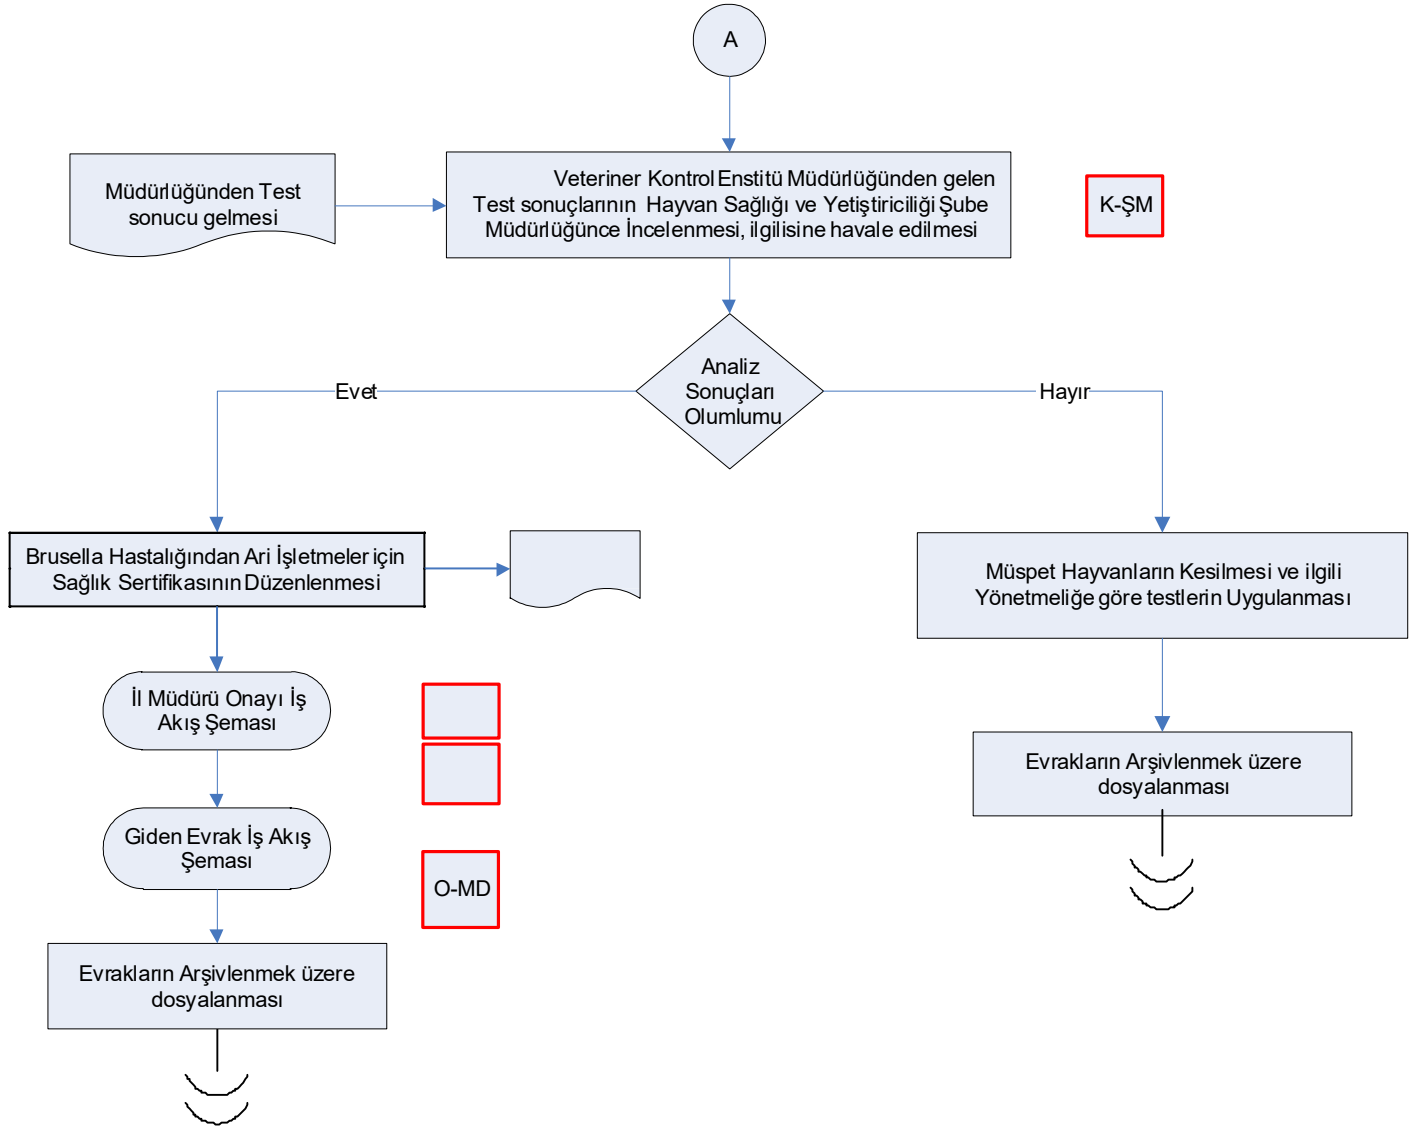 A
Müdürlüğünden Test
sonucu gelmesi
Veteriner Kontrol Enstitü Müdürlüğünden gelen
Test sonuçlarının Hayvan Sağlığı ve Yetiştiriciliği Şube
Müdürlüğünce İncelenmesi, ilgilisine havale edilmesi
K-ŞM
Analiz
Sonuçları
Olumlumu
Evet
Hayır
Brusella Hastalığından Ari İşletmeler için
Sağlık Sertifikasının Düzenlenmesi
Müspet Hayvanların Kesilmesi ve ilgili
Yönetmeliğe göre testlerin Uygulanması
İl Müdürü Onayı İş
Akış Şeması
Evrakların Arşivlenmek üzere
dosyalanması
Giden Evrak İş Akış
Şeması
O-MD
Evrakların Arşivlenmek üzere
dosyalanması